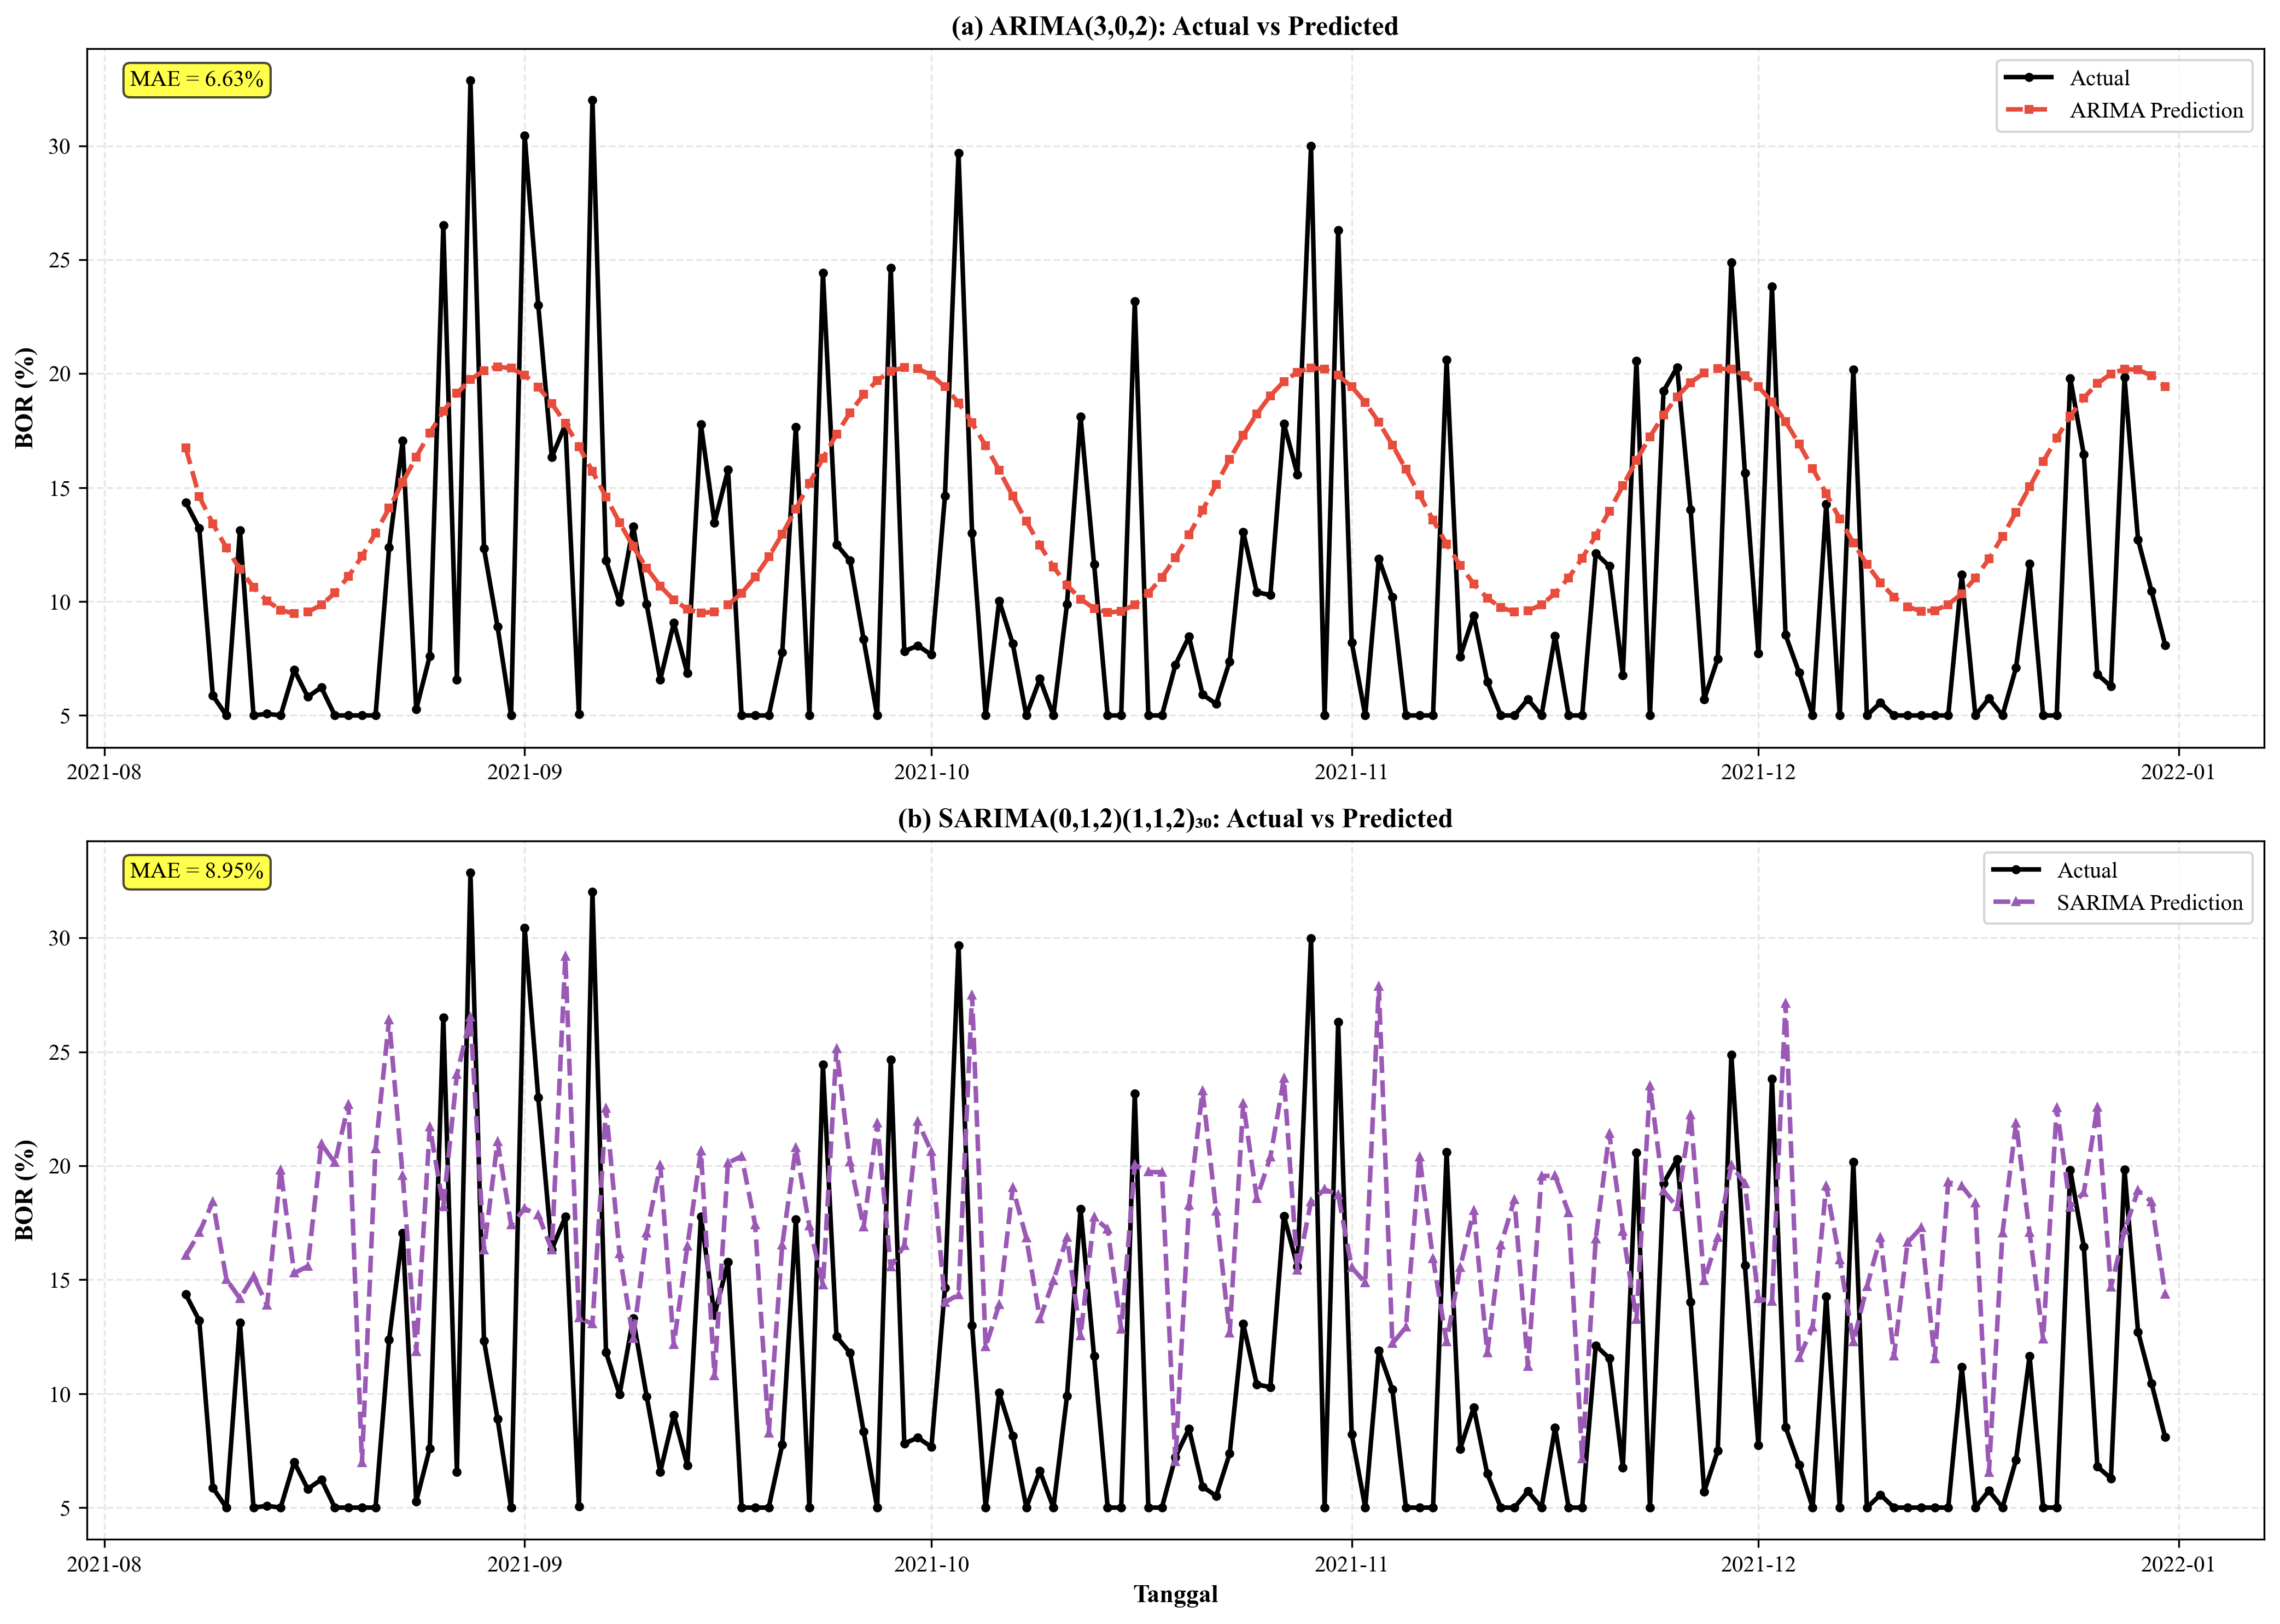 (a) ARIMA(3,0,2): Actual vs Predicted
MAE = 6.63%
Actual
ARIMA Prediction
BOR (%)
30
25
20
15
10
5
2021-08
2021-09
2021-10
2021-11
2021-12
2022-01
(b) SARIMA(0,1,2)(1,1,2)₃₀: Actual vs Predicted
MAE = 8.95%
Actual
SARIMA Prediction
BOR (%)
30
25
20
15
10
5
2021-08
2021-09
2021-10
2021-11
2021-12
2022-01
Tanggal